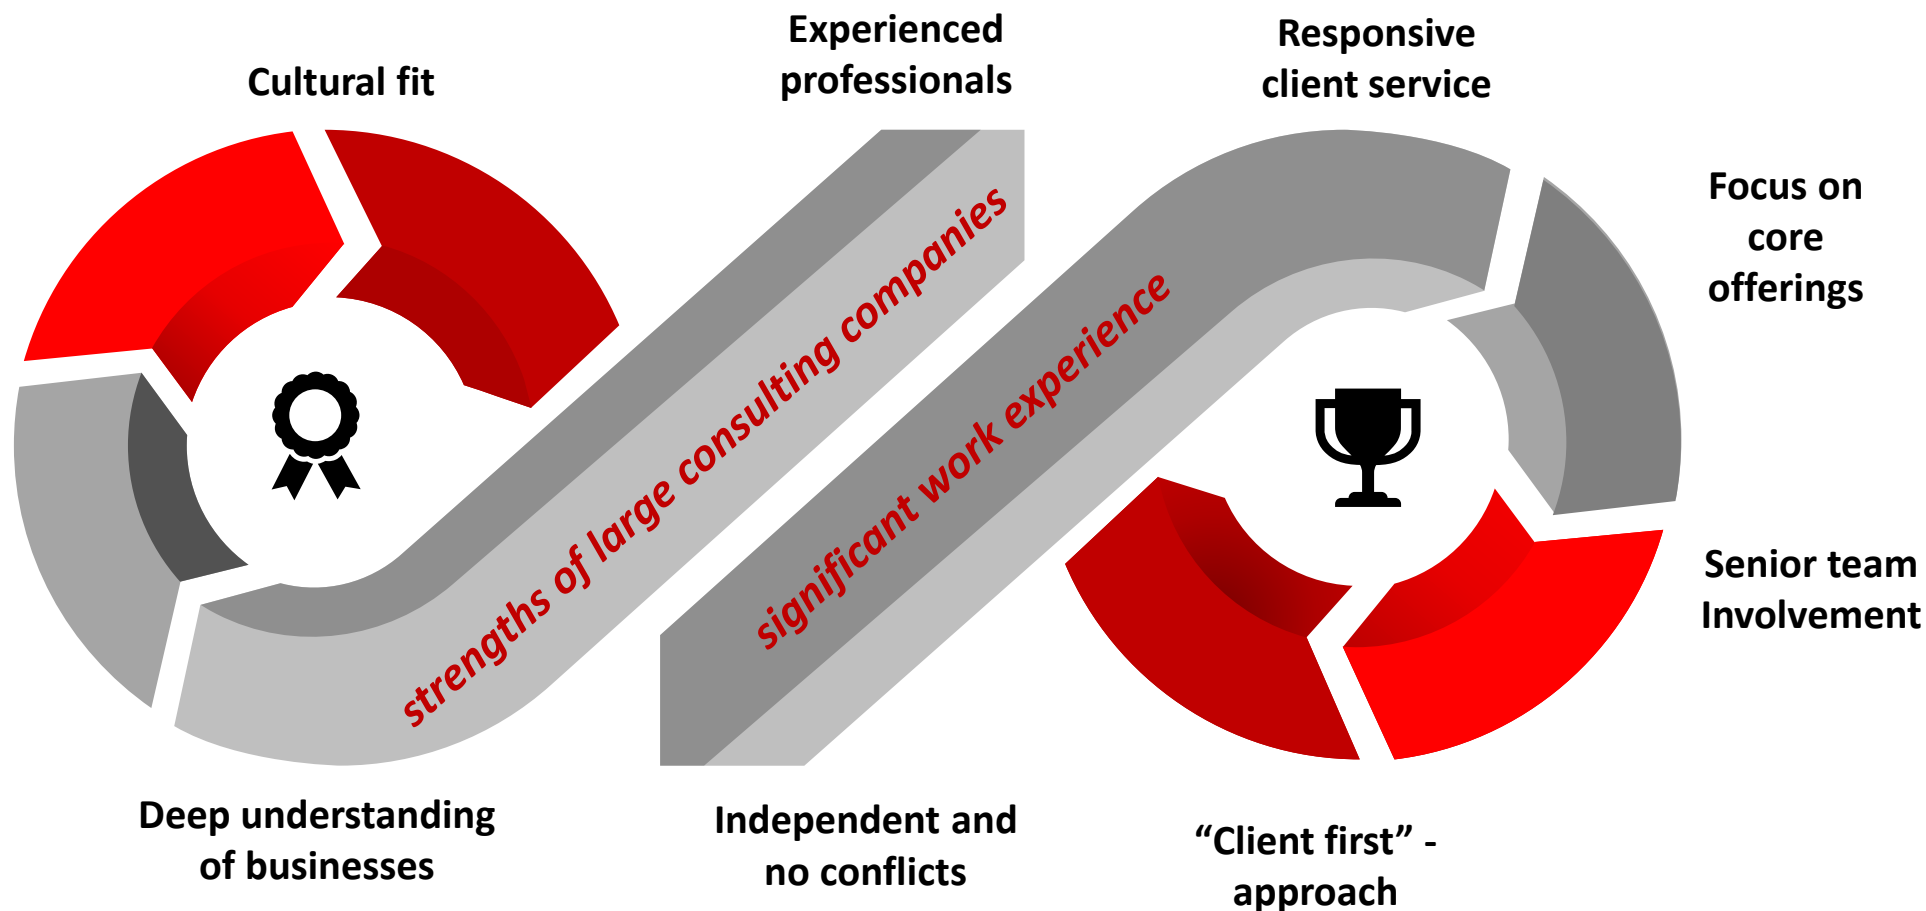 Experienced
professionals
Responsive
client service
Cultural fit
Focus on
core
offerings
strengths of large consulting companies
significant work experience
Senior team
Involvement
Deep understanding
of businesses
Independent and
no conflicts
“Client first” -
approach